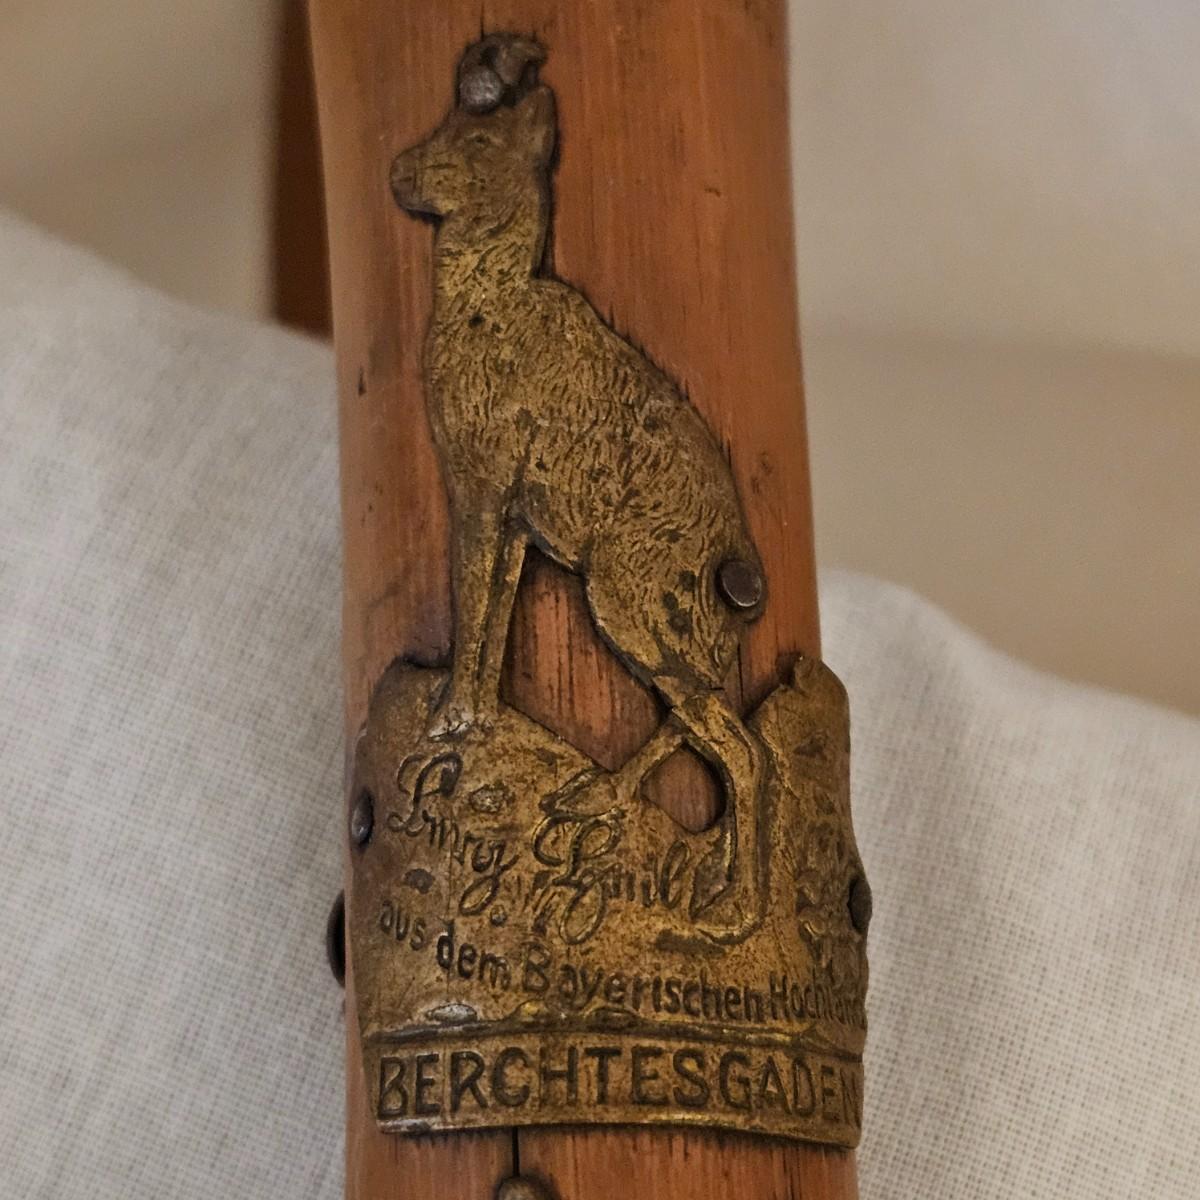 aus dem Bayerischen Hochland
BERCHTESGADEN